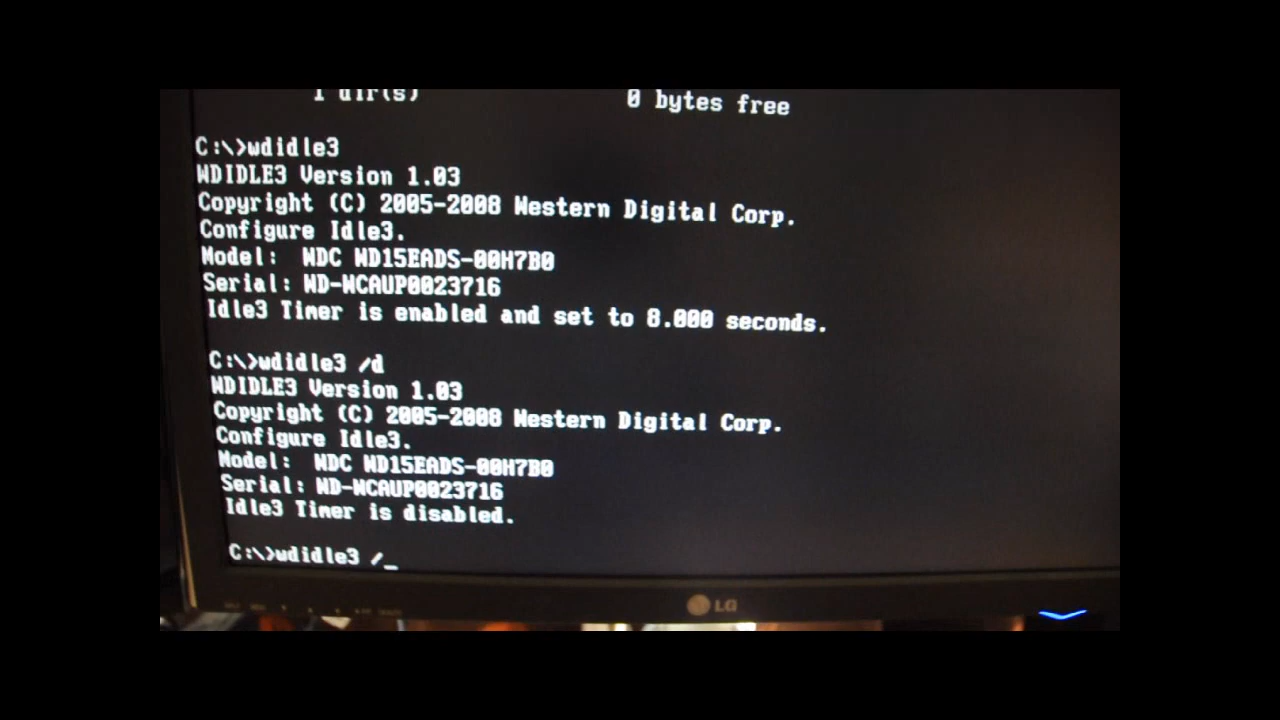 1 dir(s) 0 bytes free
C:\>wdidle3
WDIDLE3 Version 1.03
Copyright (C) 2005-2008 Western Digital Corp.
Configure Idle3.
Model: WDC WD15EADS-00H7B0
Serial: WD-WCAUP0023716
Idle3 Timer is enabled and set to 8.000 seconds.
C:\>wdidle3 /d
WDIDLE3 Version 1.03
Copyright (C) 2005-2008 Western Digital Corp.
Configure Idle3.
Model: WDC WD15EADS-00H7B0
Serial: WD-WCAUP0023716
Idle3 Timer is disabled.
C:\>wdidle3 /_
LG